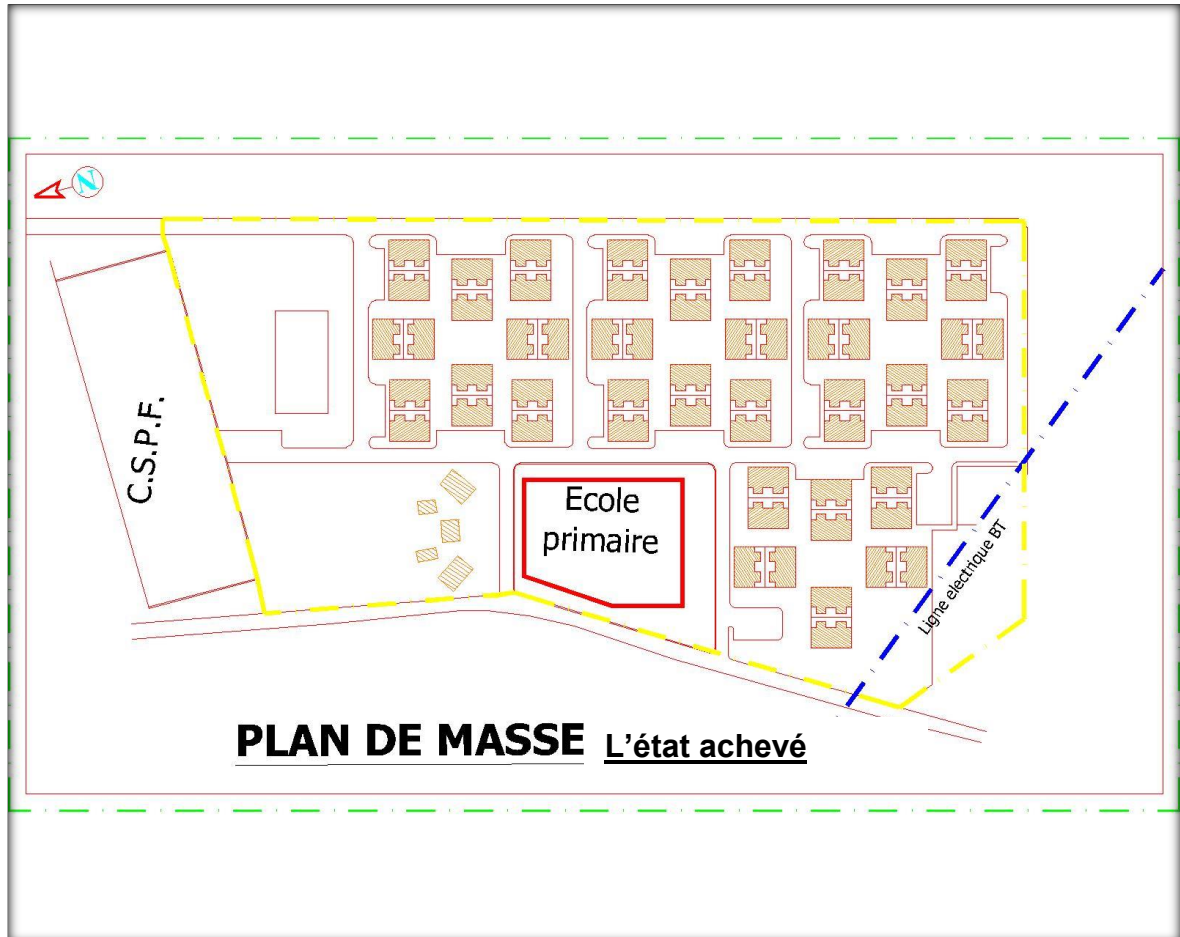 N
C.S.P.F.
Ecole
primaire
Ligne electrique BT
PLAN DE MASSE L'état achevé